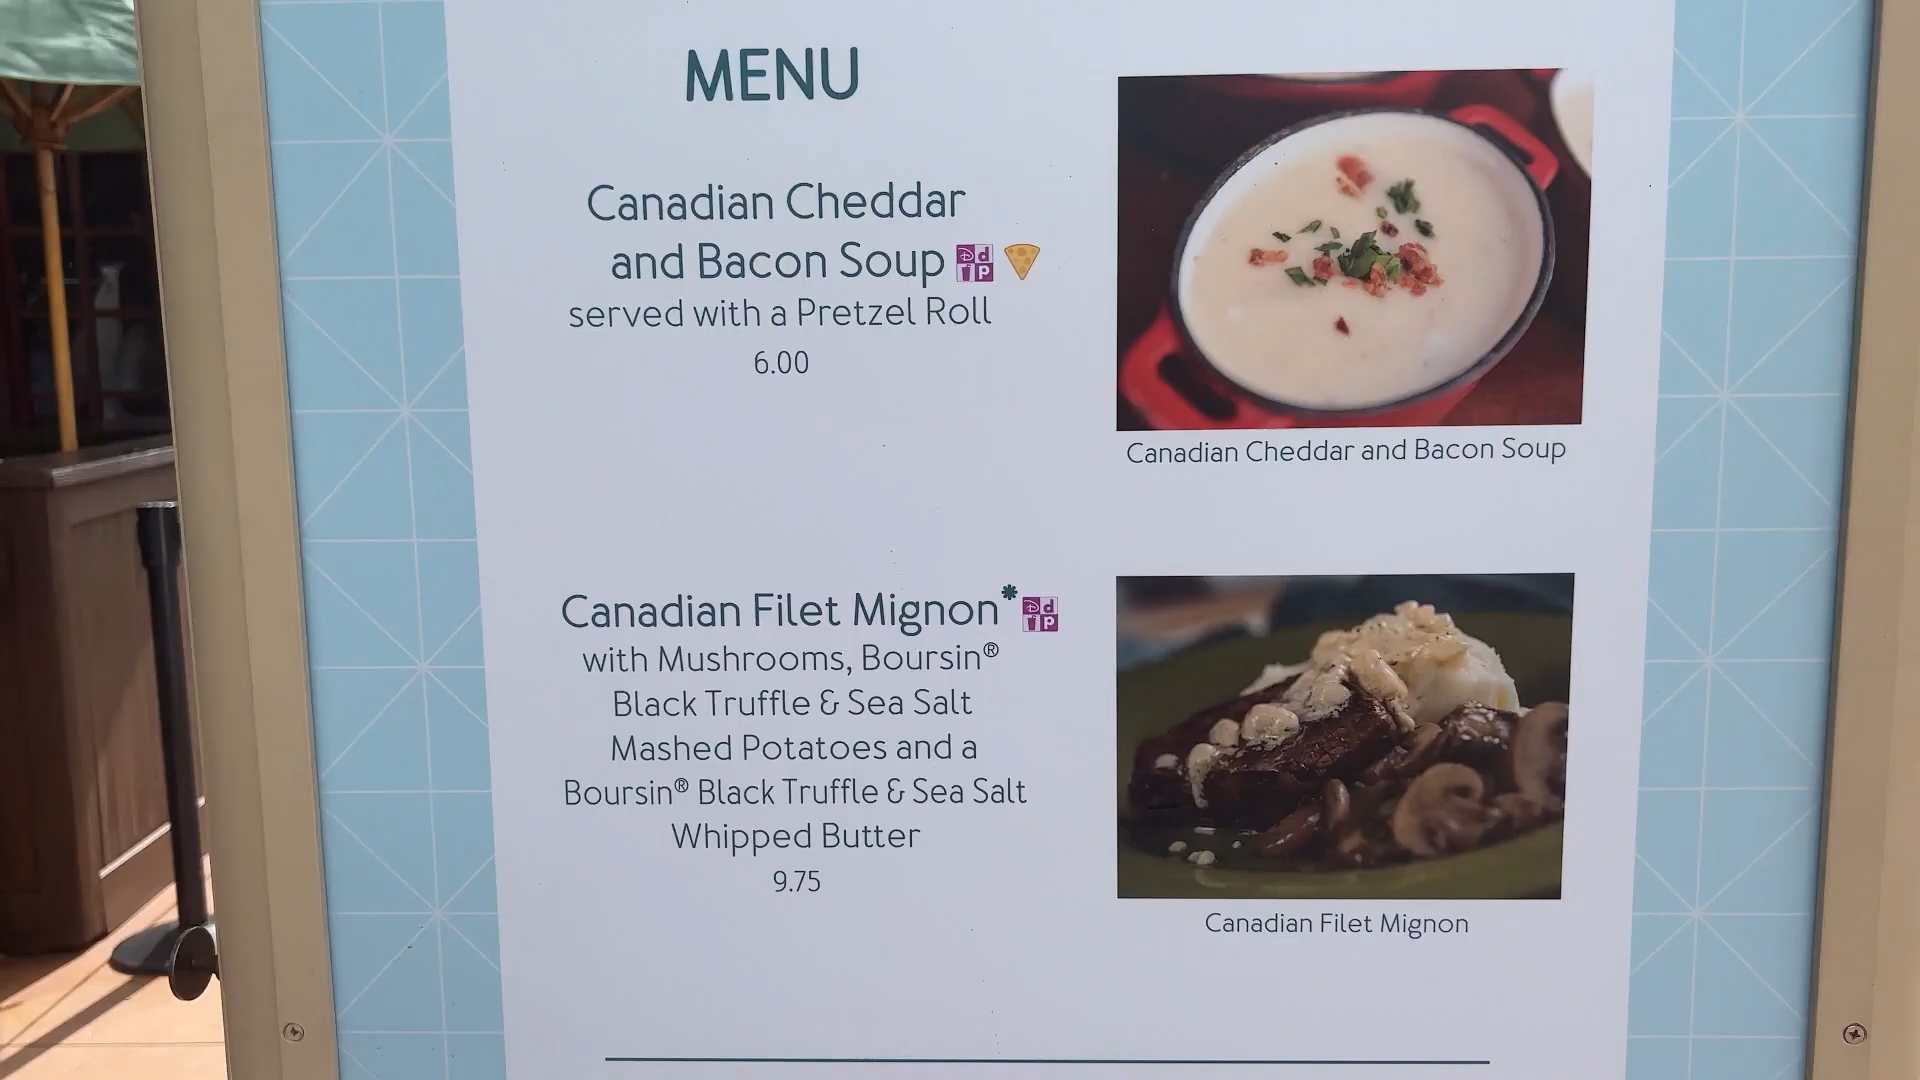 MENU
Canadian Cheddar
and Bacon Soup
served with a Pretzel Roll
6.00
Canadian Cheddar and Bacon Soup
Canadian Filet Mignon*
with Mushrooms, Boursin®
Black Truffle & Sea Salt
Mashed Potatoes and a
Boursin® Black Truffle & Sea Salt
Whipped Butter
9.75
Canadian Filet Mignon